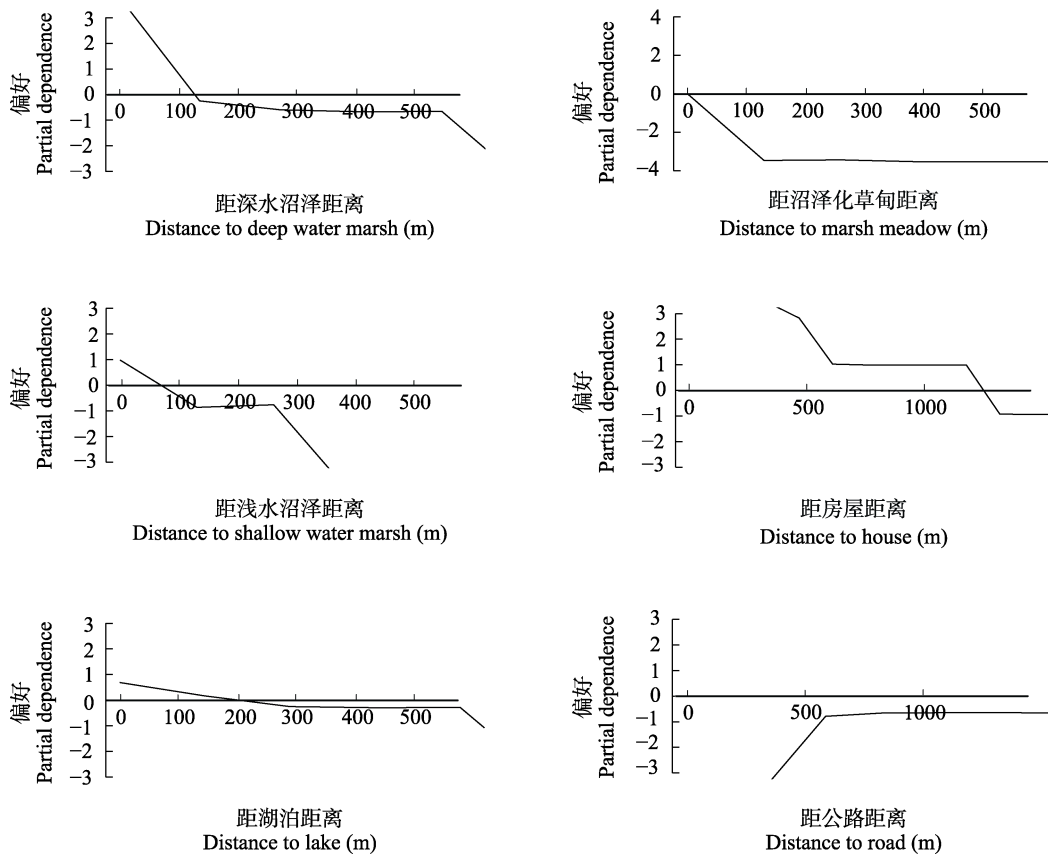 3
2
1
0
−1
−2
−3
0 100 200 300 400 500
偏好
Partial dependence
距深水沼泽距离
Distance to deep water marsh (m)
4
2
0
−2
−4
0 100 200 300 400 500
偏好
Partial dependence
距沼泽化草甸距离
Distance to marsh meadow (m)
3
2
1
0
−1
−2
−3
0 100 200 300 400 500
偏好
Partial dependence
距浅水沼泽距离
Distance to shallow water marsh (m)
3
2
1
0
−1
−2
−3
0 500 1000
偏好
Partial dependence
距房屋距离
Distance to house (m)
3
2
1
0
−1
−2
−3
0 100 200 300 400 500
偏好
Partial dependence
距湖泊距离
Distance to lake (m)
3
2
1
0
−1
−2
−3
0 500 1000
偏好
Partial dependence
距公路距离
Distance to road (m)